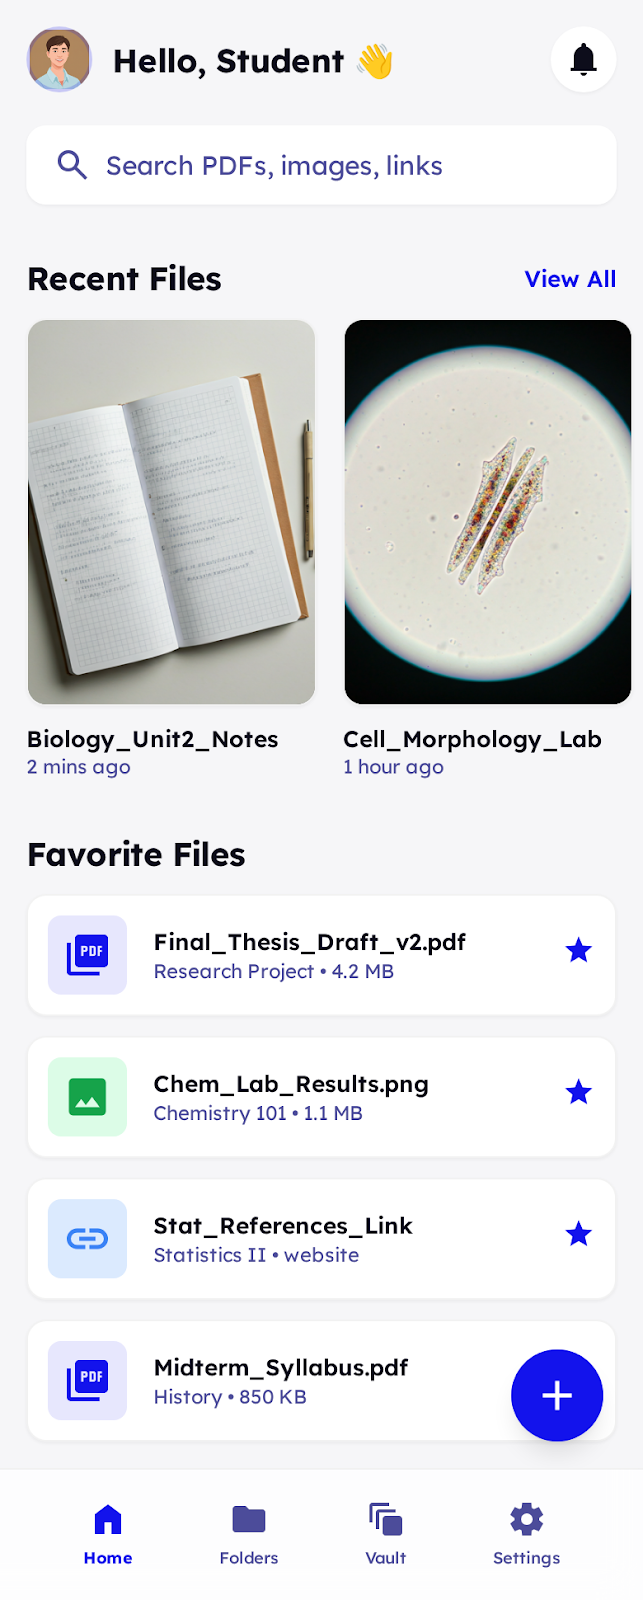 Hello, Student 👋
Search PDFs, images, links
Recent Files
View All
Biology_Unit2_Notes
2 mins ago
Cell_Morphology_Lab
1 hour ago
Favorite Files
PDF
Final_Thesis_Draft_v2.pdf
Research Project • 4.2 MB
Chem_Lab_Results.png
Chemistry 101 • 1.1 MB
Stat_References_Link
Statistics II • website
PDF
Midterm_Syllabus.pdf
History • 850 KB
Home
Folders
Vault
Settings